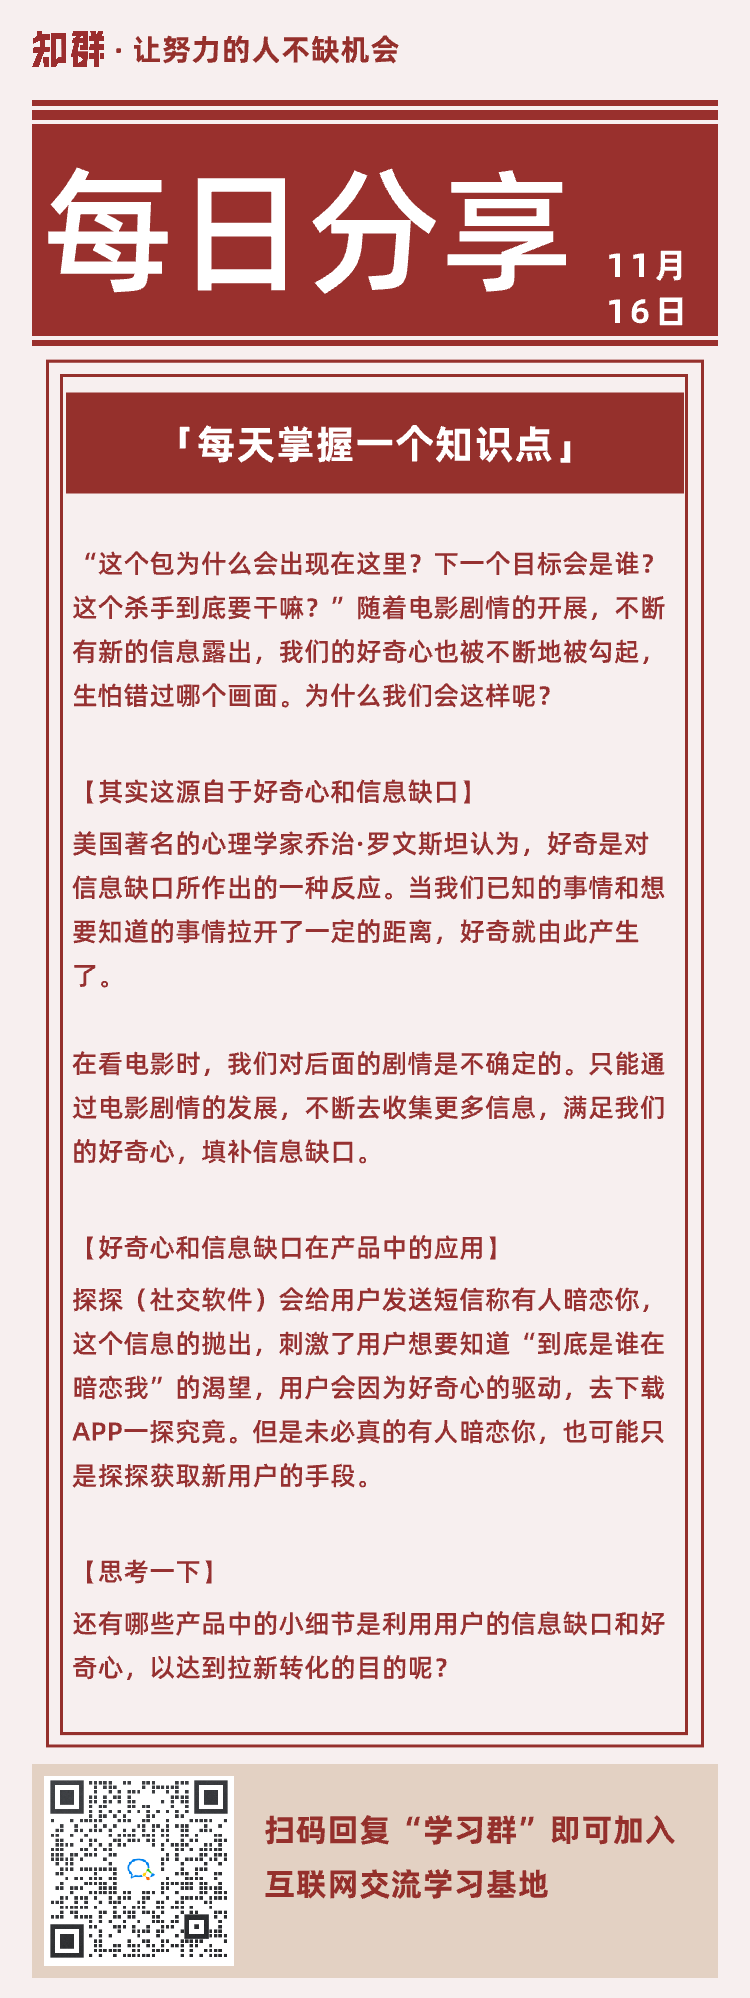 知群 · 让努力的人不缺机会
每日分享
11月
16日
「每天掌握一个知识点」
“这个包为什么会出现在这里？下一个目标会是谁？
这个杀手到底要干嘛？”随着电影剧情的开展，不断
有新的信息露出，我们的好奇心也被不断地被勾起，
生怕错过哪个画面。为什么我们会这样呢？
【其实这源自于好奇心和信息缺口】
美国著名的心理学家乔治·罗文斯坦认为，好奇是对
信息缺口所作出的一种反应。当我们已知的事情和想
要知道的事情拉开了一定的距离，好奇就由此产生
了。
在看电影时，我们对后面的剧情是不确定的。只能通
过电影剧情的发展，不断去收集更多信息，满足我们
的好奇心，填补信息缺口。
【好奇心和信息缺口在产品中的应用】
探探（社交软件）会给用户发送短信称有人暗恋你，
这个信息的抛出，刺激了用户想要知道“到底是谁在
暗恋我”的渴望，用户会因为好奇心的驱动，去下载
APP一探究竟。但是未必真的有人暗恋你，也可能只
是探探获取新用户的手段。
【思考一下】
还有哪些产品中的小细节是利用用户的信息缺口和好
奇心，以达到拉新转化的目的呢？
扫码回复“学习群”即可加入
互联网交流学习基地